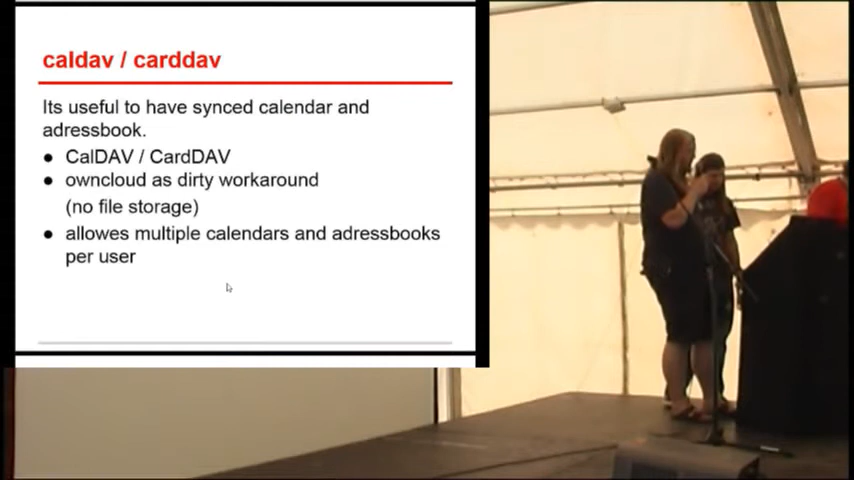 caldav / carddav
Its useful to have synced calendar and
adressbook.
● CalDAV / CardDAV
● owncloud as dirty workaround
(no file storage)
● allowes multiple calendars and adressbooks
per user